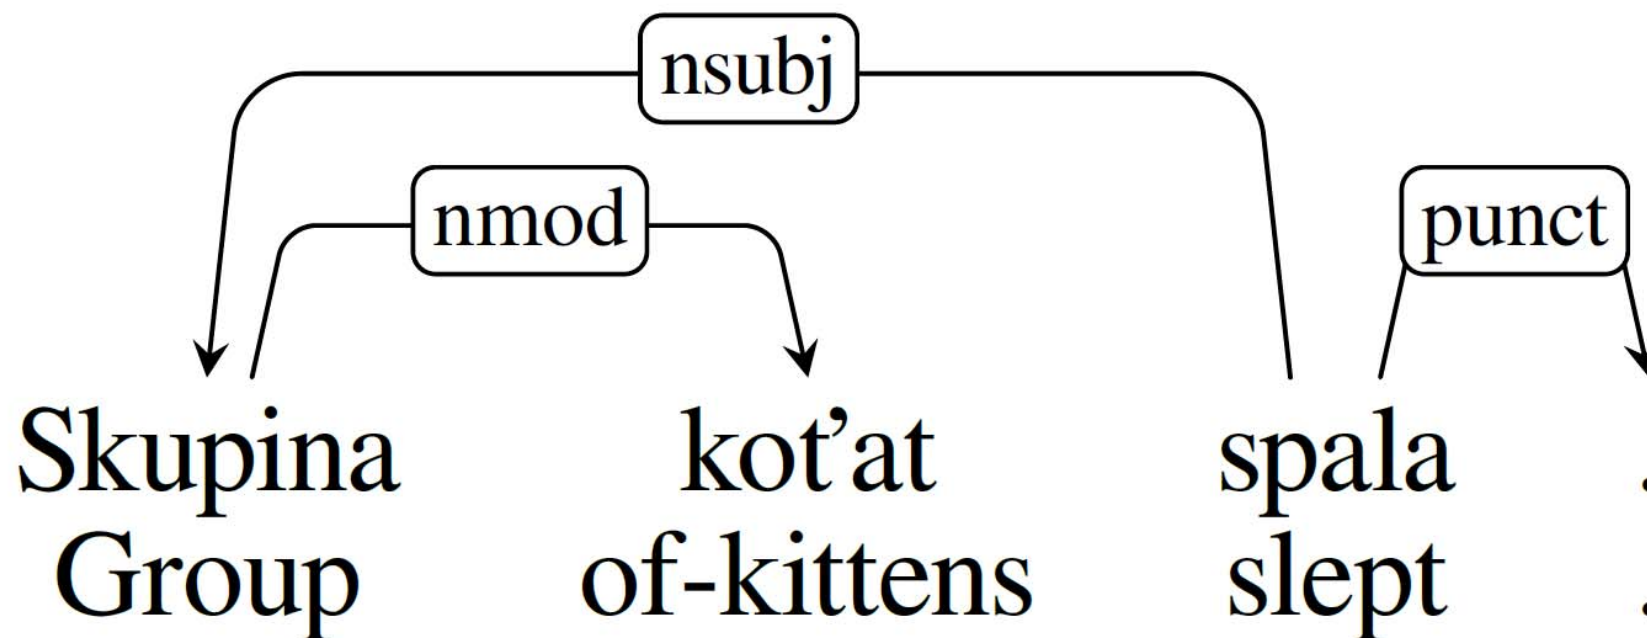 nsubj
nmod punct
Skupina kot'at spala .
Group of-kittens slept .